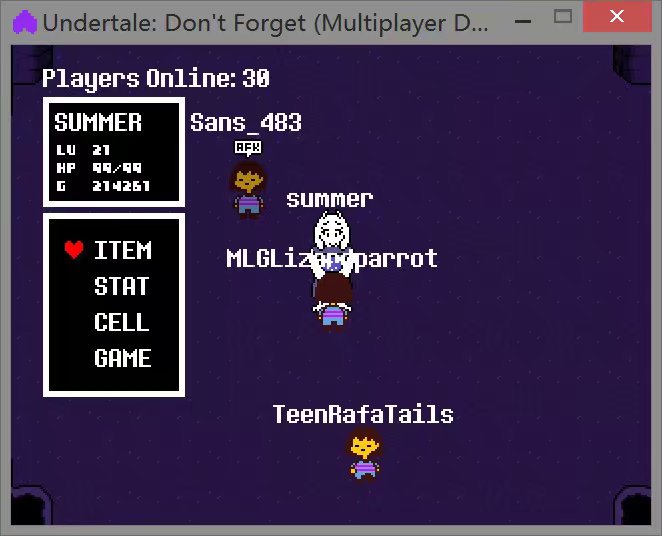 Undertale: Don't Forget (Multiplayer D...
Players Online: 30
SUMMER
LV 21
HP 99/99
G 214261
ITEM
STAT
CELL
GAME
Sans_483
AFK
summer
MLGLizardparrot
TeenRafaTails